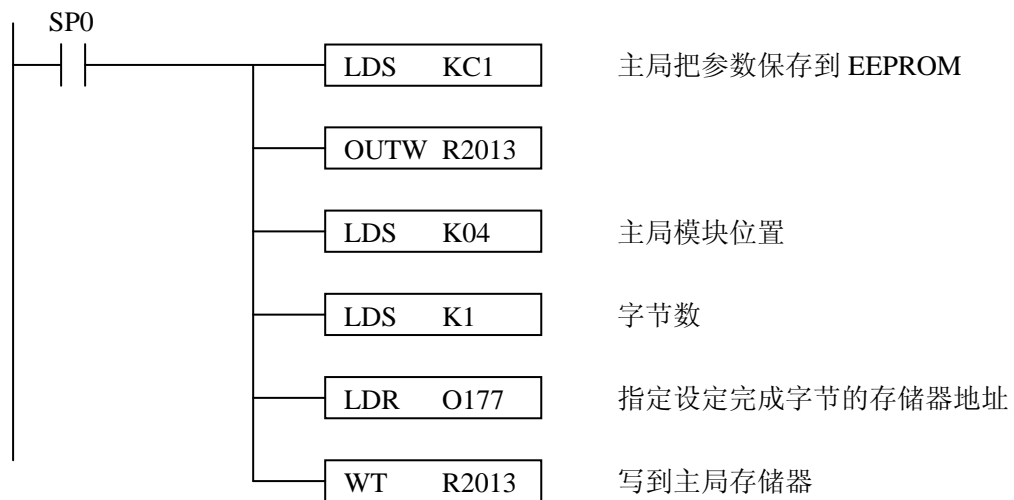 SP0
LDS KC1 主局把参数保存到 EEPROM
OUTW R2013
LDS K04 主局模块位置
LDS K1 字节数
LDR O177 指定设定完成字节的存储器地址
WT R2013 写到主局存储器